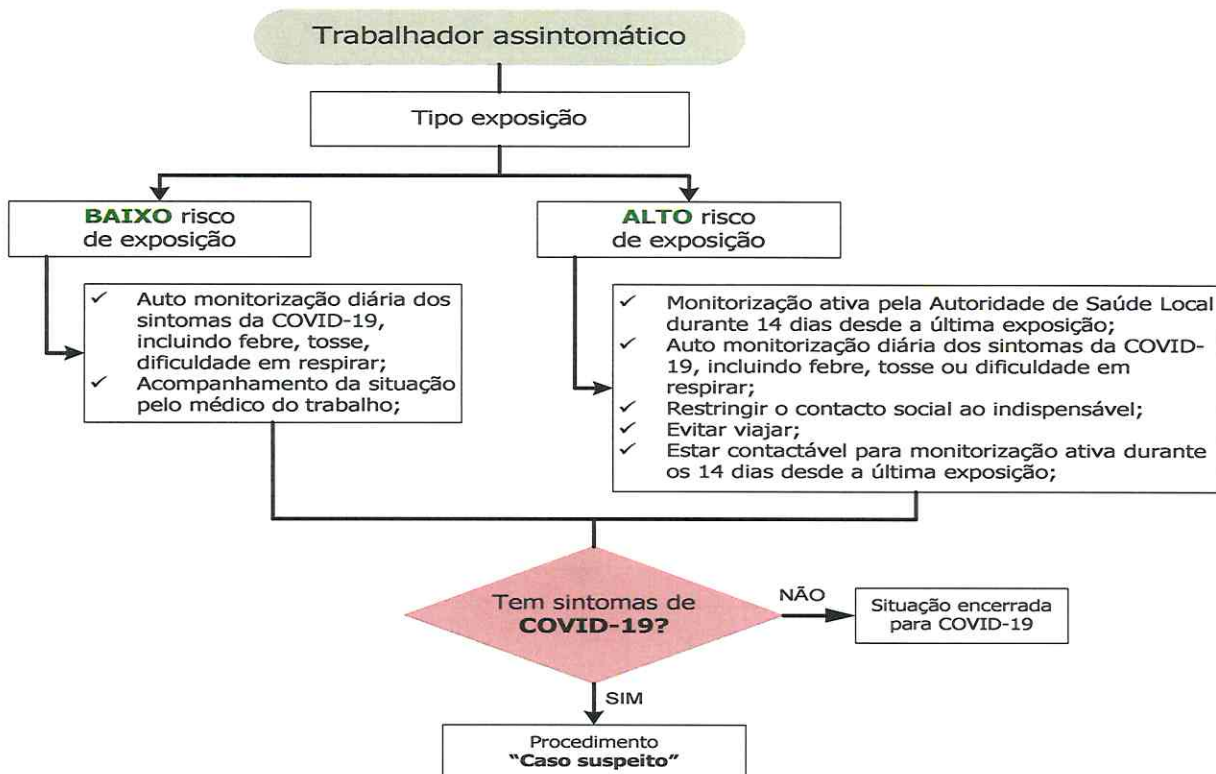 Trabalhador assintomático
Tipo exposição
BAIXO risco
de exposição
ALTO risco
de exposição
✓ Auto monitorização diária dos
sintomas da COVID-19,
incluindo febre, tosse,
dificuldade em respirar;
✓ Acompanhamento da situação
pelo médico do trabalho;
✓ Monitorização ativa pela Autoridade de Saúde Local
durante 14 dias desde a última exposição;
✓ Auto monitorização diária dos sintomas da COVID-
19, incluindo febre, tosse ou dificuldade em
respirar;
✓ Restringir o contacto social ao indispensável;
✓ Evitar viajar;
✓ Estar contactável para monitorização ativa durante
os 14 dias desde a última exposição;
Tem sintomas de
COVID-19?
NÃO
Situação encerrada
para COVID-19
SIM
Procedimento
“Caso suspeito”